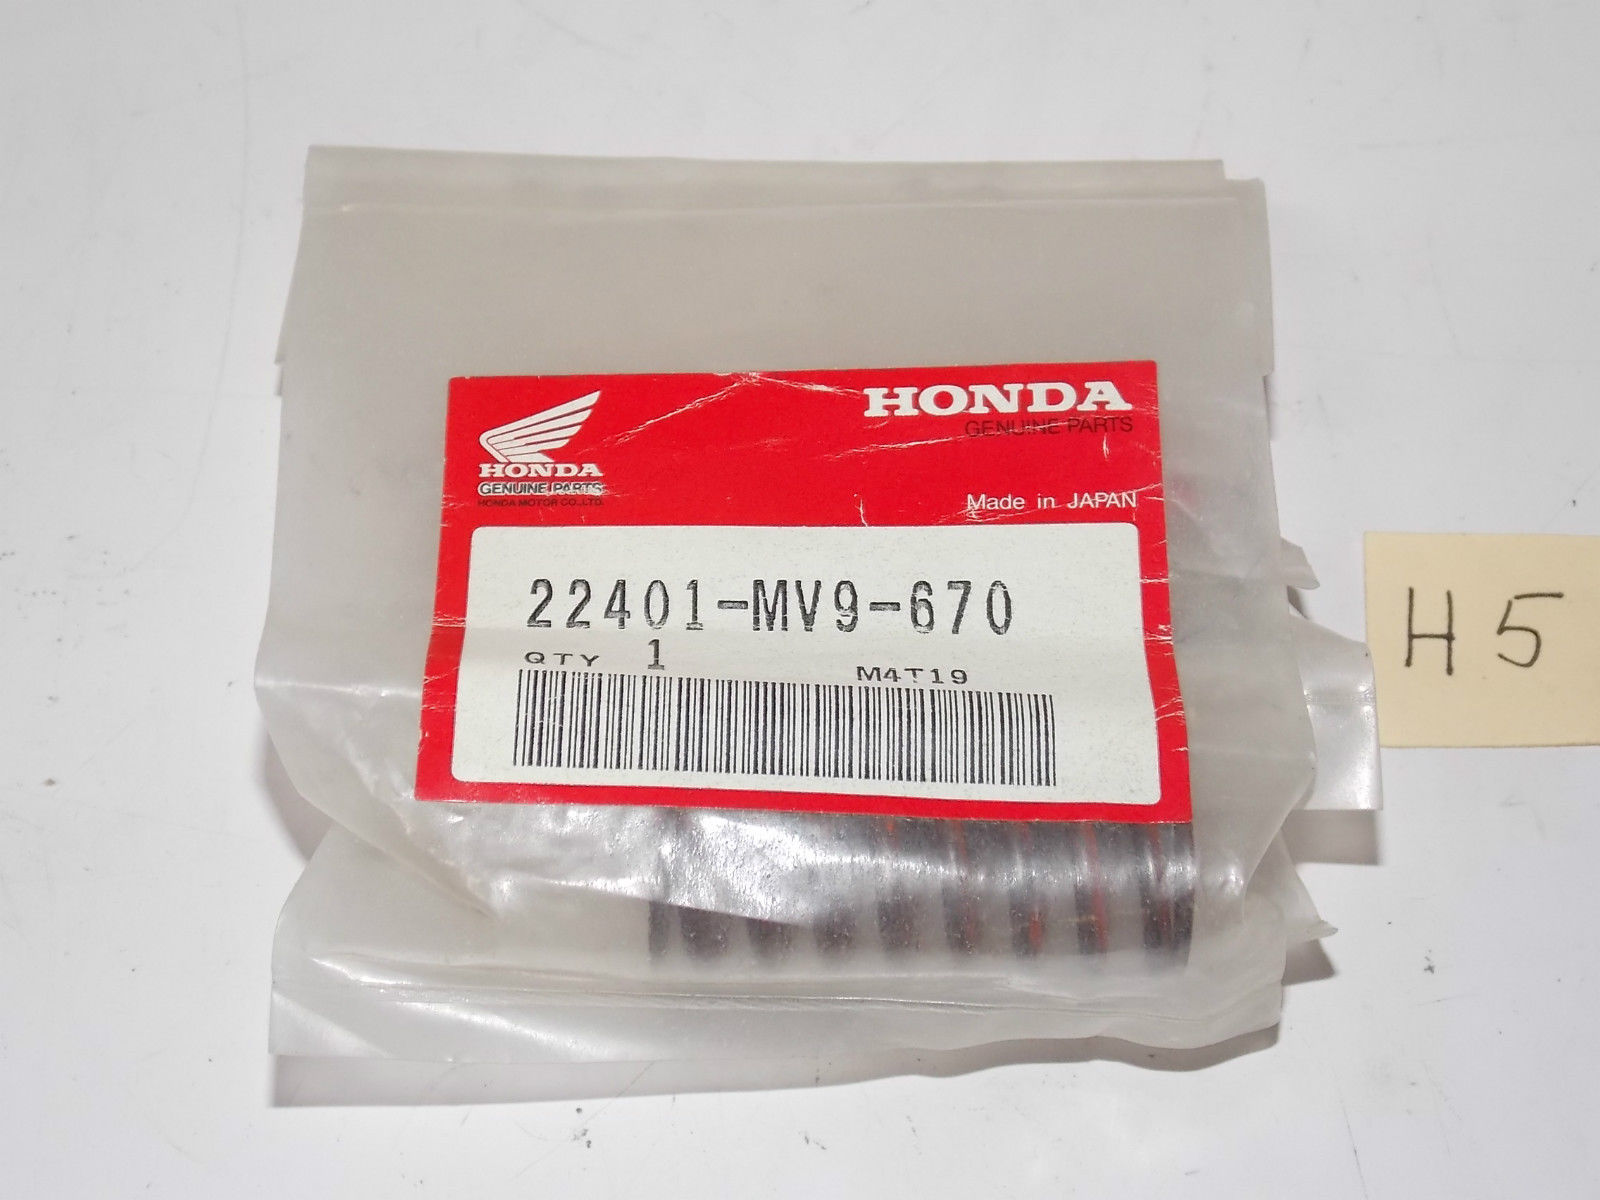 HONDA
GENUINE PARTS
HONDA
GENUINE PARTS
HONDA MOTOR CO., LTD.
Made in JAPAN
22401-MV9-670
QTY 1 M4T19
H5